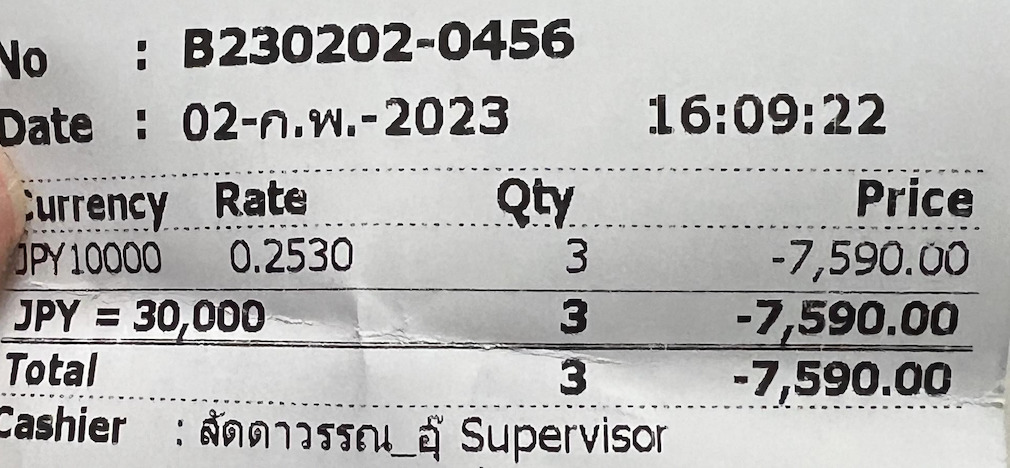 No : B230202-0456
Date : 02-ก.พ.-2023 16:09:22
Currency Rate Qty Price
JPY10000 0.2530 3 -7,590.00
JPY = 30,000 3 -7,590.00
Total 3 -7,590.00
Cashier : ลัดดาวรรณ_อุ๊ Supervisor